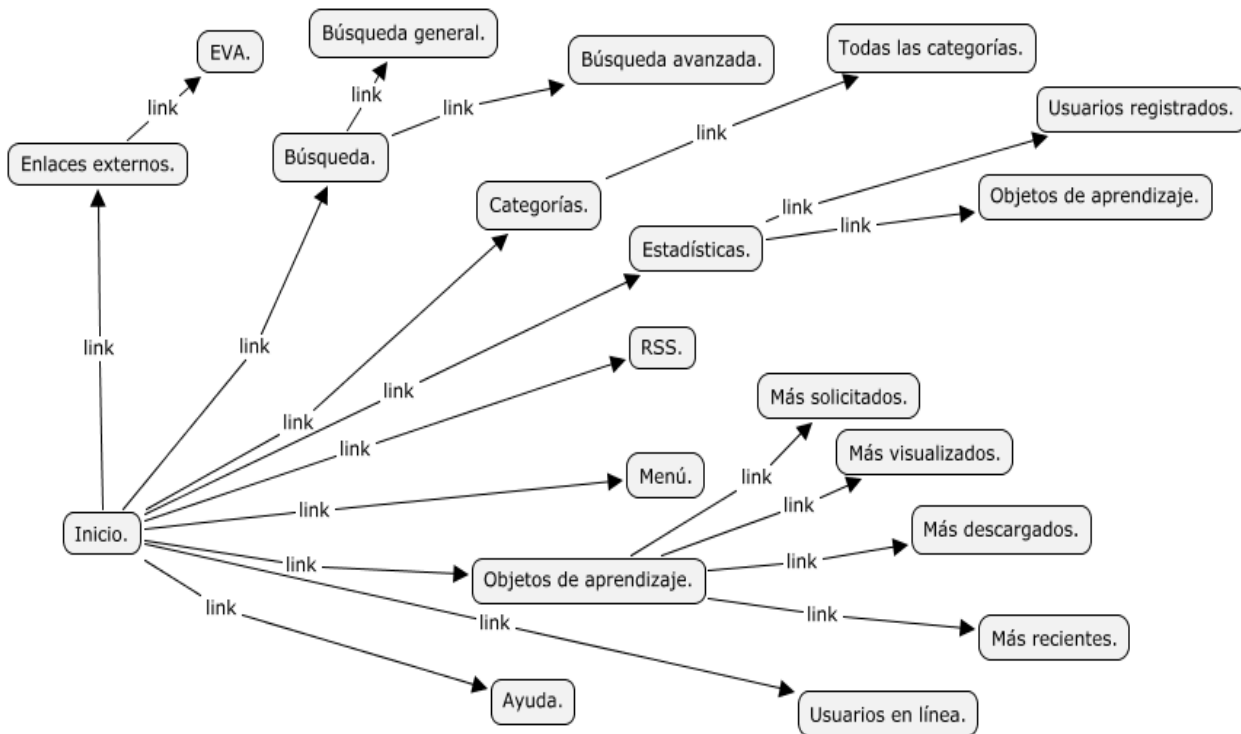 Búsqueda general.
EVA.
Todas las categorías.
Búsqueda avanzada.
link
link
link
Usuarios registrados.
link
Enlaces externos.
Búsqueda.
Objetos de aprendizaje.
Categorías.
link
link
Estadísticas.
link
link
RSS.
link
Más solicitados.
link
link
Más visualizados.
link
Menú.
link
link
link
Inicio.
Más descargados.
link
link
Objetos de aprendizaje.
link
link
link
Más recientes.
Ayuda.
Usuarios en línea.